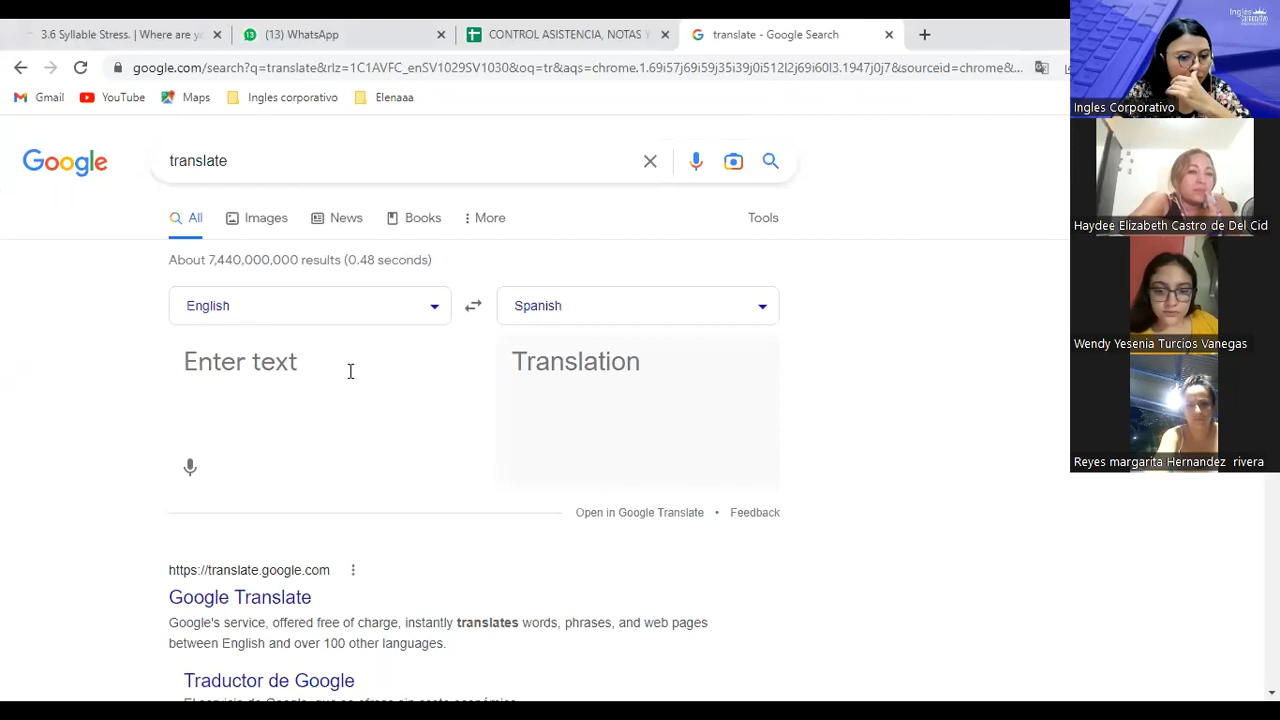 3.6 Syllable Stress. | Where are y
(13) WhatsApp
CONTROL ASISTENCIA, NOTAS Y
translate - Google Search
google.com/search?q=translate&rlz=1C1AVFC_enSV1029SV1030&oq=tr&aqs=chrome.1.69i57j69i59j35i39j0i512l2j69i60l3.1947j0j7&sourceid=chrome&...
Gmail
YouTube
Maps
Ingles corporativo
Elenaaa
Google
translate
All
Images
News
Books
More
Tools
About 7,440,000,000 results (0.48 seconds)
English
Spanish
Enter text
Translation
Open in Google Translate • Feedback
https://translate.google.com
Google Translate
Google's service, offered free of charge, instantly translates words, phrases, and web pages
between English and over 100 other languages.
Traductor de Google
Ingles
corporativo
Ingles Corporativo
Haydee Elizabeth Castro de Del Cid
Wendy Yesenia Turcios Vanegas
Reyes margarita Hernandez rivera